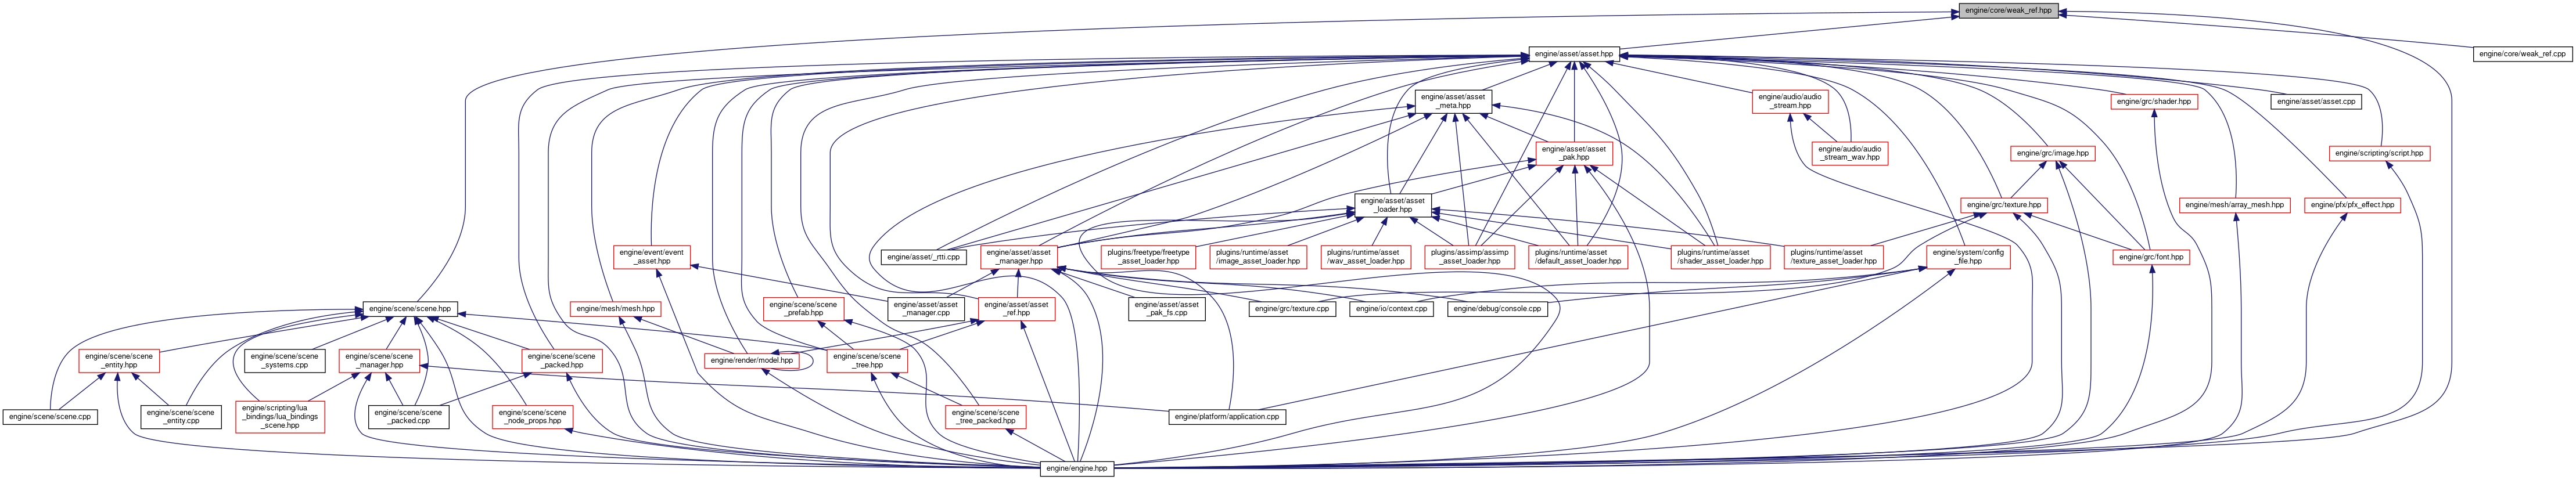 engine/core/weak_ref.hpp
engine/asset/asset.hpp
engine/core/weak_ref.cpp
engine/asset/asset
_meta.hpp
engine/audio/audio
_stream.hpp
engine/grc/shader.hpp
engine/asset/asset.cpp
engine/asset/asset
_pak.hpp
engine/audio/audio
_stream_wav.hpp
engine/grc/image.hpp
engine/scripting/script.hpp
engine/asset/asset
_loader.hpp
engine/grc/texture.hpp
engine/mesh/array_mesh.hpp
engine/pfx/pfx_effect.hpp
engine/event/event
_asset.hpp
engine/asset/_rtti.cpp
engine/asset/asset
_manager.hpp
plugins/freetype/freetype
_asset_loader.hpp
plugins/runtime/asset
/image_asset_loader.hpp
plugins/runtime/asset
/wav_asset_loader.hpp
plugins/assimp/assimp
_asset_loader.hpp
plugins/runtime/asset
/default_asset_loader.hpp
plugins/runtime/asset
/shader_asset_loader.hpp
plugins/runtime/asset
/texture_asset_loader.hpp
engine/system/config
_file.hpp
engine/grc/font.hpp
engine/scene/scene.hpp
engine/mesh/mesh.hpp
engine/scene/scene
_prefab.hpp
engine/asset/asset
_manager.cpp
engine/asset/asset
_ref.hpp
engine/asset/asset
_pak_fs.cpp
engine/grc/texture.cpp
engine/io/context.cpp
engine/debug/console.cpp
engine/scene/scene
_entity.hpp
engine/scene/scene
_systems.cpp
engine/scene/scene
_manager.hpp
engine/scene/scene
_packed.hpp
engine/render/model.hpp
engine/scene/scene
_tree.hpp
engine/scene/scene.cpp
engine/scene/scene
_entity.cpp
engine/scripting/lua
_bindings/lua_bindings
_scene.hpp
engine/scene/scene
_packed.cpp
engine/scene/scene
_node_props.hpp
engine/scene/scene
_tree_packed.hpp
engine/platform/application.cpp
engine/engine.hpp